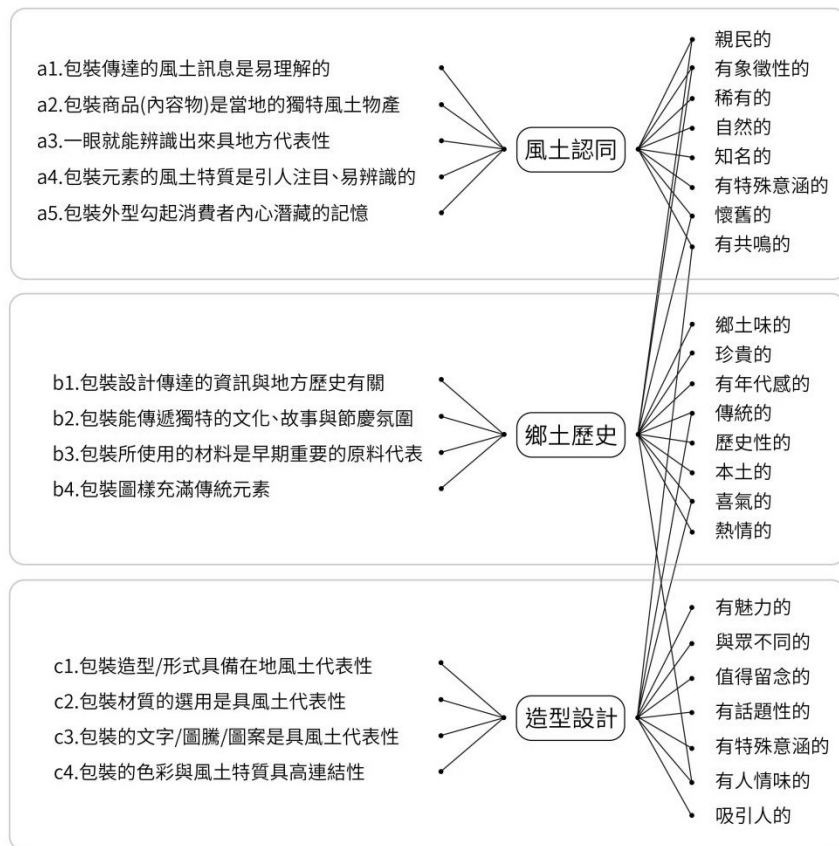 a1.包裝傳達的風土訊息是易理解的
a2.包裝商品(內容物)是當地的獨特風土物產
a3.一眼就能辨識出來具地方代表性
a4.包裝元素的風土特質是引人注目、易辨識的
a5.包裝外型勾起消費者內心潛藏的記憶
風土認同
親民的
有象徵性的
稀有的
自然的
知名的
有特殊意涵的
懷舊的
有共鳴的
b1.包裝設計傳達的資訊與地方歷史有關
b2.包裝能傳遞獨特的文化、故事與節慶氛圍
b3.包裝所使用的材料是早期重要的原料代表
b4.包裝圖樣充滿傳統元素
鄉土歷史
鄉土味的
珍貴的
有年代感的
傳統的
歷史性的
本土的
喜氣的
熱情的
c1.包裝造型/形式具備在地風土代表性
c2.包裝材質的選用是具風土代表性
c3.包裝的文字/圖騰/圖案是具風土代表性
c4.包裝的色彩與風土特質具高連結性
造型設計
有魅力的
與眾不同的
值得留念的
有話題性的
有特殊意涵的
有人情味的
吸引人的